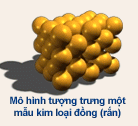 Mô hình tượng trưng một
mẫu kim loại đồng (rắn)